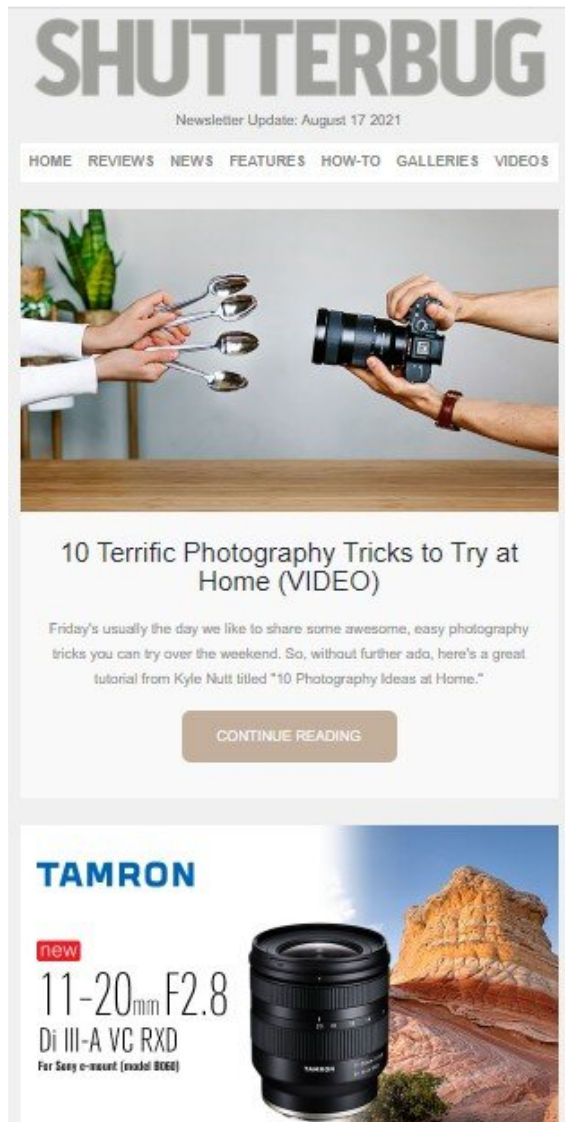 SHUTTERBUG
Newsletter Update: August 17 2021
HOME REVIEWS NEWS FEATURES HOW-TO GALLERIES VIDEOS
10 Terrific Photography Tricks to Try at
Home (VIDEO)
Friday's usually the day we like to share some awesome, easy photography
tricks you can try over the weekend. So, without further ado, here's a great
tutorial from Kyle Nutt titled "10 Photography Ideas at Home."
CONTINUE READING
TAMRON
new
11-20mm F2.8
Di III-A VC RXD
For Sony e-mount (model B060)
TAMRON